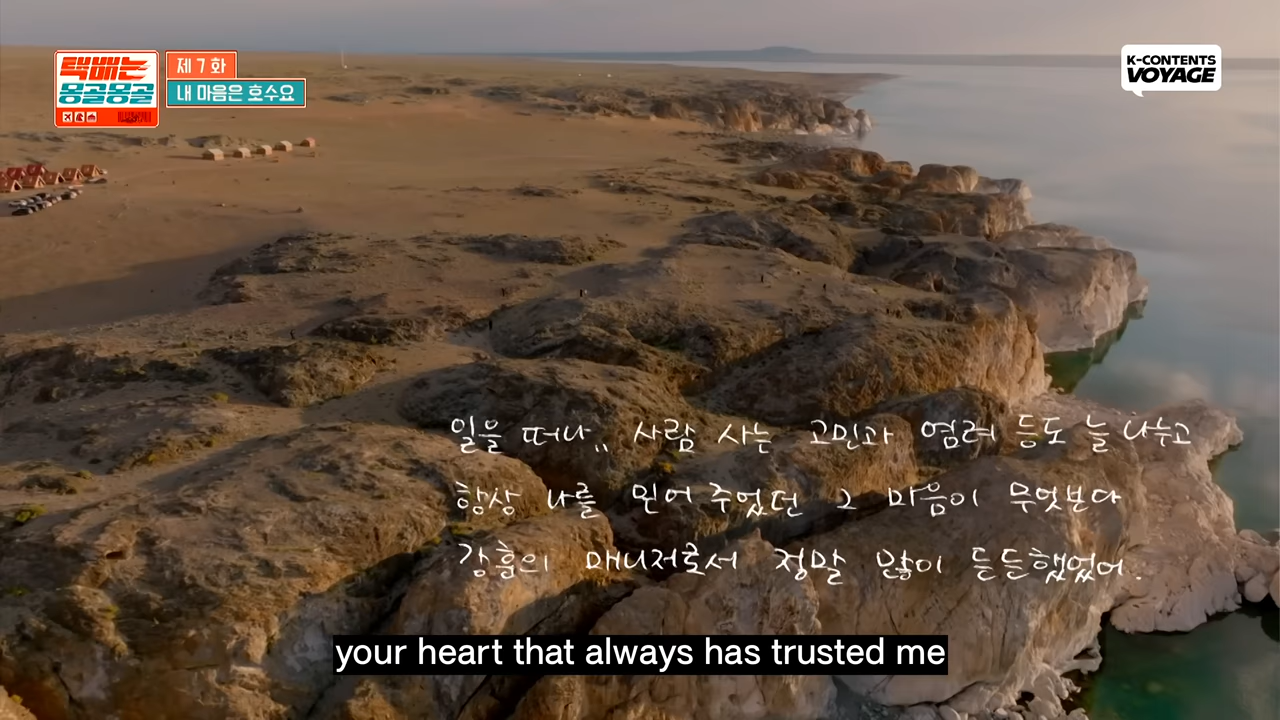 택배는
몽골몽골
제 7 화
내 마음은 호수요
K-CONTENTS
VOYAGE
일을 떠나,, 사람 사는 고민과 염려 등도 늘 나누고
항상 나를 믿어 주었던 그 마음이 무엇보다
강훈의 매니저로서 정말 많이 든든했었어.
your heart that always has trusted me